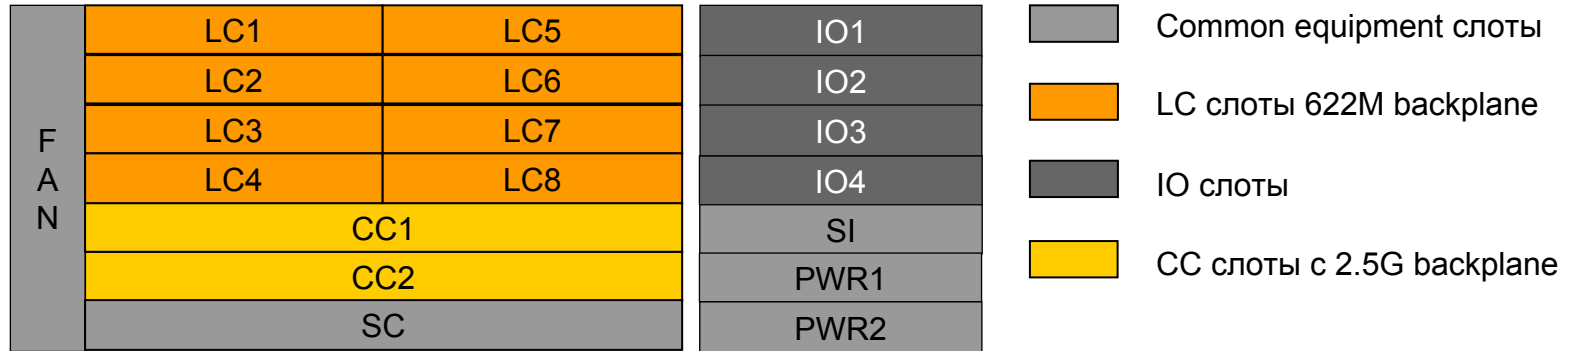 FAN
LC1 LC5
LC2 LC6
LC3 LC7
LC4 LC8
CC1
CC2
SC
IO1
IO2
IO3
IO4
SI
PWR1
PWR2
Common equipment слоты
LC слоты 622M backplane
IO слоты
CC слоты с 2.5G backplane